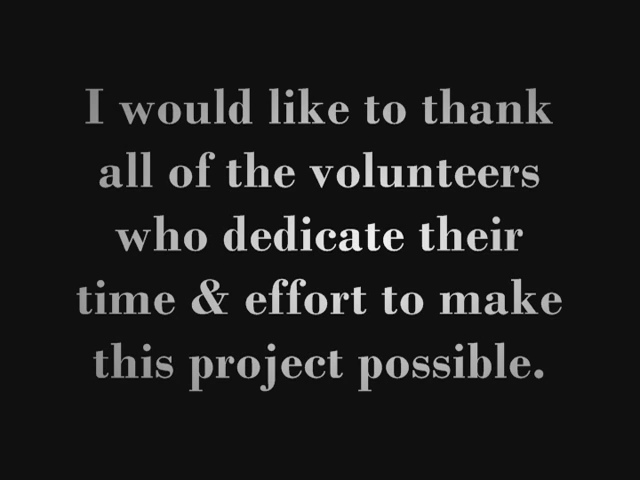 I would like to thank
all of the volunteers
who dedicate their
time & effort to make
this project possible.